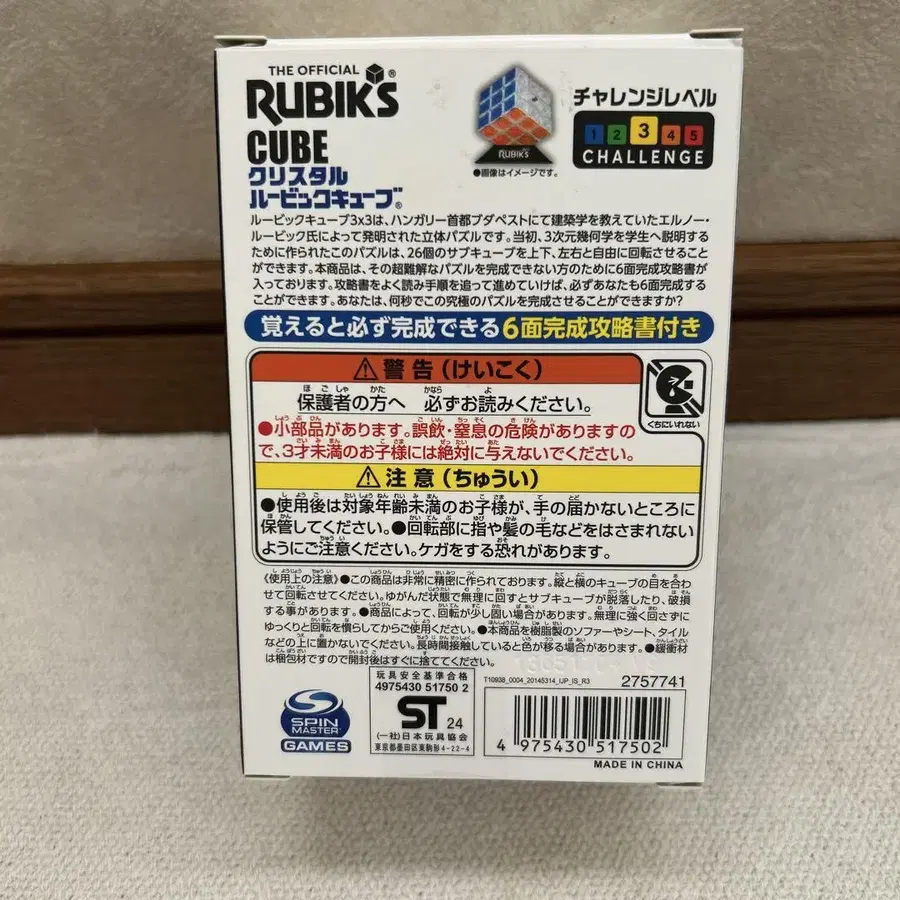 THE OFFICIAL
RUBIK'S®
CUBE
クリスタル
ルービックキューブ®
RUBIK'S
●画像はイメージです。
チャレンジレベル
1 2 3 4 5
CHALLENGE
ルービックキューブ3x3は、ハンガリー首都ブダペストにて建築学を教えていたエルノー・
ルービック氏によって発明された立体パズルです。当初、3次元幾何学を学生へ説明する
ために作られたこのパズルは、26個のサブキューブを上下、左右と自由に回転させること
ができます。本商品は、その超難解なパズルを完成できない方のために6面完成攻略書が
入っております。攻略書をよく読み手順を追って進めていけば、必ずあなたも6面完成する
ことができます。あなたは、何秒でこの究極のパズルを完成させることができますか?
覚えると必ず完成できる6面完成攻略書付き
⚠警告(けいこく)
保護者の方へ 必ずお読みください。
●小部品があります。誤飲・窒息の危険がありますの
で、3才未満のお子様には絶対に与えないでください。
くちにいれない
⚠注意(ちゅうい)
●使用後は対象年齢未満のお子様が、手の届かないところに
保管してください。●回転部に指や髪の毛などをはさまれない
ようにご注意ください。ケガをする恐れがあります。
《使用上の注意》●この商品は非常に精密に作られております。縦と横のキューブの目を合わ
せて回転させてください。ゆがんだ状態で無理に回すとサブキューブが脱落したり、破損
する事があります。●商品によって、回転が少し固い場合があります。無理に強く回さずに
ゆっくりと回転を慣らしてからご使用ください。●本商品を樹脂製のソファーやシート、タイル
などの上に置かないでください。長時間接触していると色が移る場合があります。●緩衝材
は梱包材ですので開封後はすぐに捨ててください。
SPIN
MASTER
GAMES
玩具安全基準合格
4975430 51750 2
ST 24
(一社)日本玩具協会
東京都墨田区東駒形4-22-4
T10938_0004_20145314_IJP_IS_R3
2757741
4 975430 517502
MADE IN CHINA